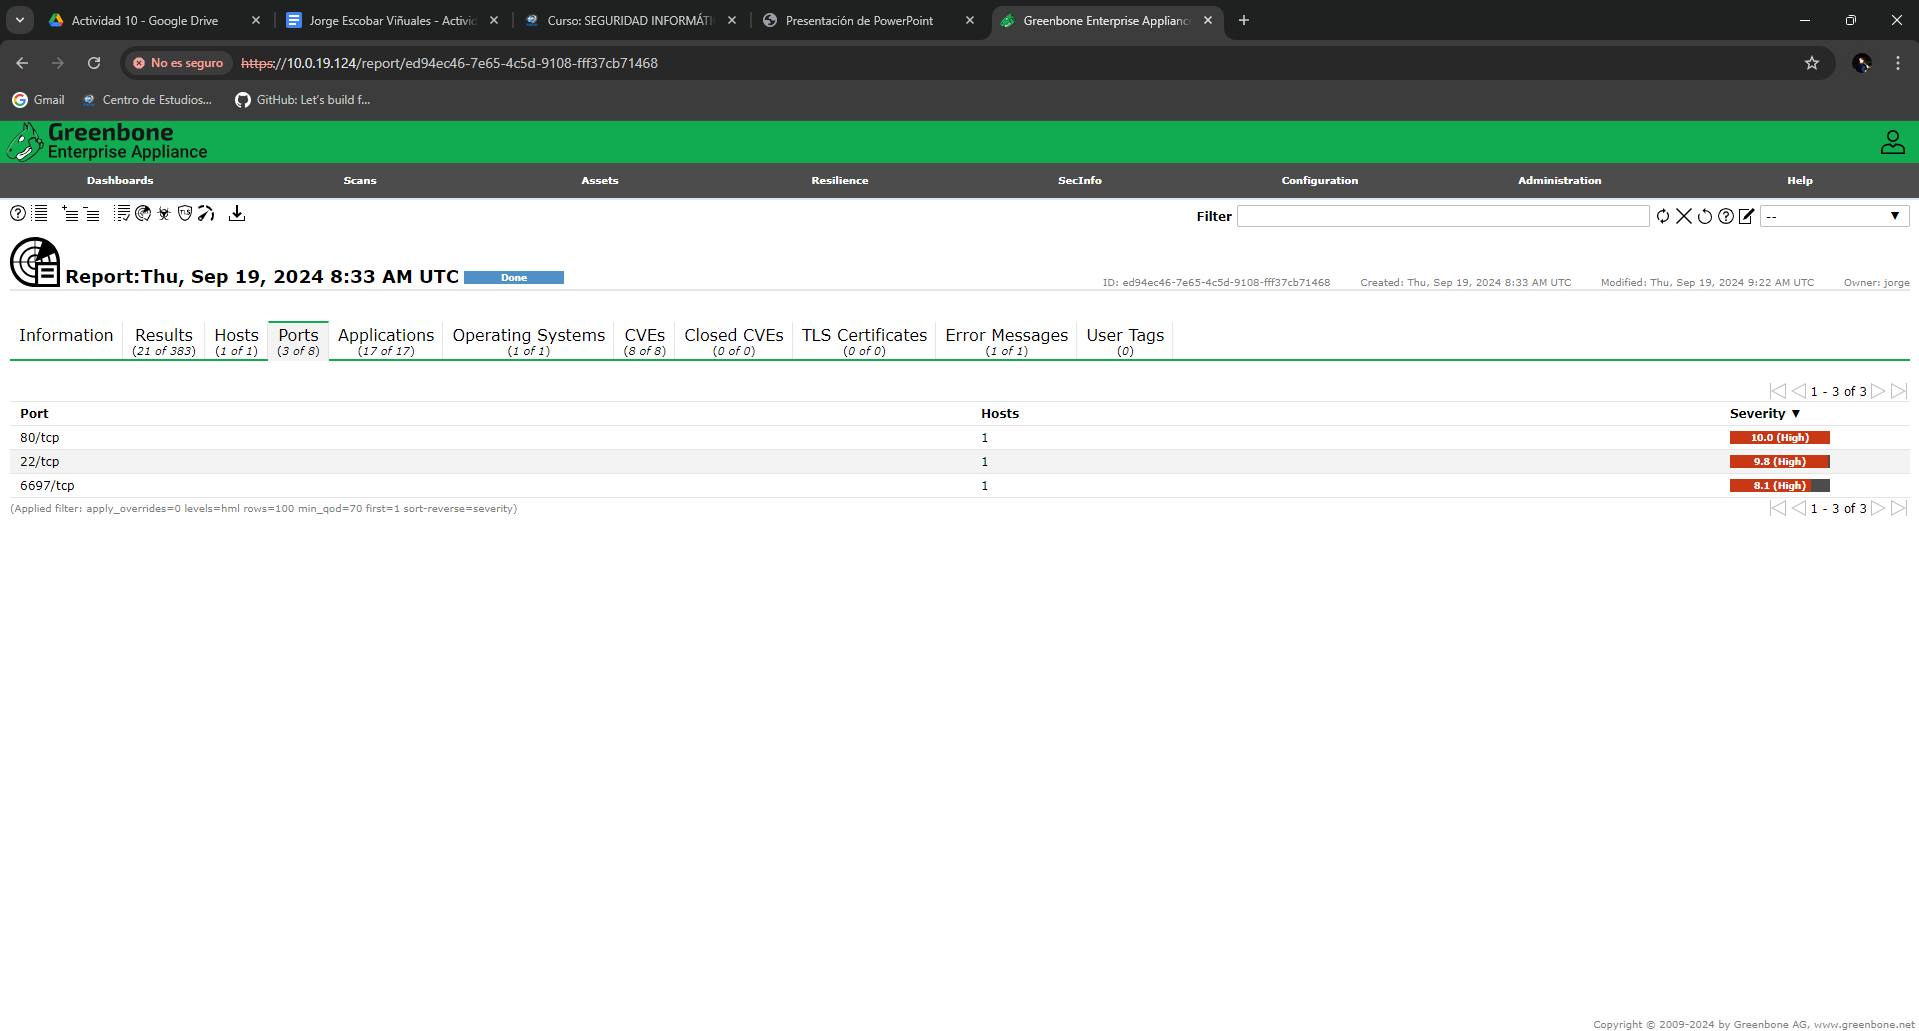 Actividad 10 - Google Drive
Jorge Escobar Viñuales - Activid
Curso: SEGURIDAD INFORMÁTI
Presentación de PowerPoint
Greenbone Enterprise Appliance
No es seguro
https://10.0.19.124/report/ed94ec46-7e65-4c5d-9108-fff37cb71468
Gmail
Centro de Estudios...
GitHub: Let's build f...
Greenbone
Enterprise Appliance
Dashboards
Scans
Assets
Resilience
SecInfo
Configuration
Administration
Help
Filter
--
Report:Thu, Sep 19, 2024 8:33 AM UTC
Done
ID: ed94ec46-7e65-4c5d-9108-fff37cb71468
Created: Thu, Sep 19, 2024 8:33 AM UTC
Modified: Thu, Sep 19, 2024 9:22 AM UTC
Owner: jorge
Information
Results
(21 of 383)
Hosts
(1 of 1)
Ports
(3 of 8)
Applications
(17 of 17)
Operating Systems
(1 of 1)
CVEs
(8 of 8)
Closed CVEs
(0 of 0)
TLS Certificates
(0 of 0)
Error Messages
(1 of 1)
User Tags
(0)
1 - 3 of 3
Port Hosts Severity ▼
80/tcp 1 10.0 (High)
22/tcp 1 9.8 (High)
6697/tcp 1 8.1 (High)
(Applied filter: apply_overrides=0 levels=hml rows=100 min_qod=70 first=1 sort-reverse=severity)
1 - 3 of 3
Copyright © 2009-2024 by Greenbone AG, www.greenbone.net